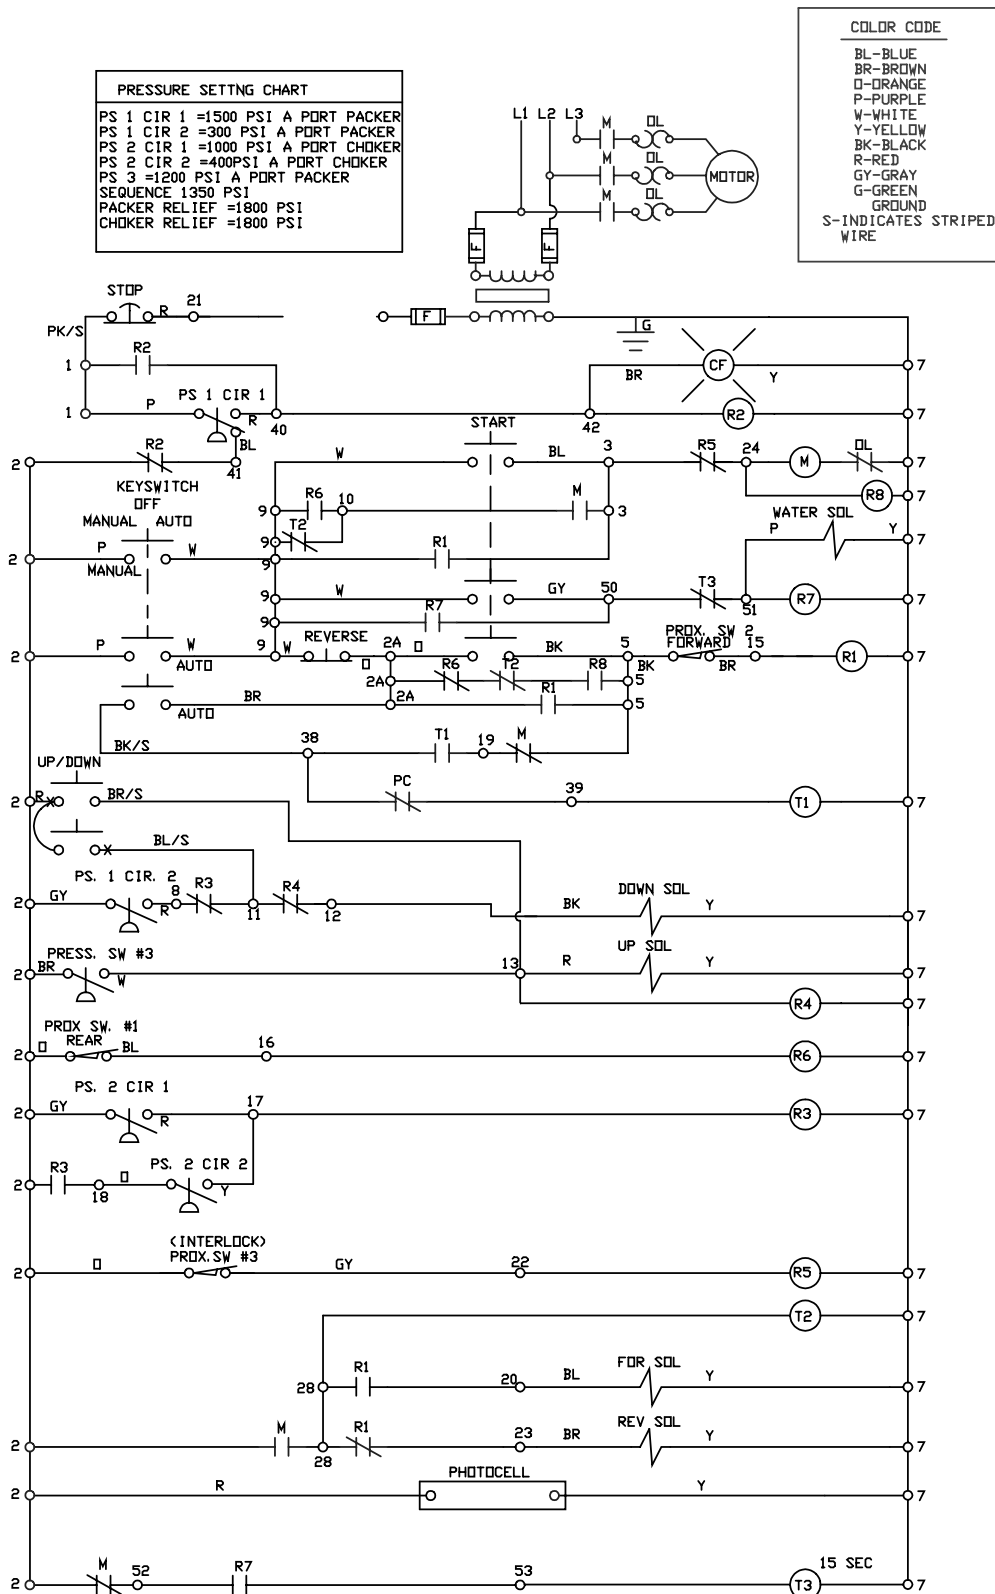 COLOR CODE
BL-BLUE
BR-BROWN
O-ORANGE
P-PURPLE
W-WHITE
Y-YELLOW
BK-BLACK
R-RED
GY-GRAY
G-GREEN
GROUND
S-INDICATES STRIPED
WIRE
PRESSURE SETTNG CHART
PS 1 CIR 1 =1500 PSI A PORT PACKER
PS 1 CIR 2 =300 PSI A PORT PACKER
PS 2 CIR 1 =1000 PSI A PORT CHOKER
PS 2 CIR 2 =400PSI A PORT CHOKER
PS 3 =1200 PSI A PORT PACKER
SEQUENCE 1350 PSI
PACKER RELIEF =1800 PSI
CHOKER RELIEF =1800 PSI
L1 L2 L3 M OL
M OL MOTOR
M OL
F F
STOP R 21 F
G
PK/S
1 R2 BR CF Y 7
PS 1 CIR 1
1 P R 40 42 R2 7
START
2 R2 BL 41 W BL 3 R5 24 M OL 7
R8 7
KEYSWITCH
OFF
MANUAL AUTO
9 R6 10 M 3
9 T2
WATER SOL
P Y 7
2 P W 9 R1
MANUAL
9 W GY 50 T3 51 R7 7
9 R7
2 P W 9 W REVERSE O 2A O BK 5 BK PROX. SW 2 FORWARD BR 15 R1 7
AUTO
2A R6 T2 R8 5
BR 2A R1 5
AUTO
BK/S 38 T1 19 M
UP/DOWN
2 R X BR/S PC 39 T1 7
X BL/S
PS. 1 CIR. 2
2 GY R 8 R3 11 R4 12 BK DOWN SOL Y 7
PRESS. SW #3
2 BR W 13 R UP SOL Y 7
R4 7
PROX SW. #1
REAR
2 O BL 16 R6 7
PS. 2 CIR 1
2 GY R 17 R3 7
PS. 2 CIR 2
2 R3 18 O Y
(INTERLOCK)
PROX.SW #3
2 O GY 22 R5 7
T2 7
28 R1 20 BL FOR SOL Y 7
2 M 28 R1 23 BR REV SOL Y 7
PHOTOCELL
2 R Y 7
15 SEC
2 M 52 R7 53 T3 7